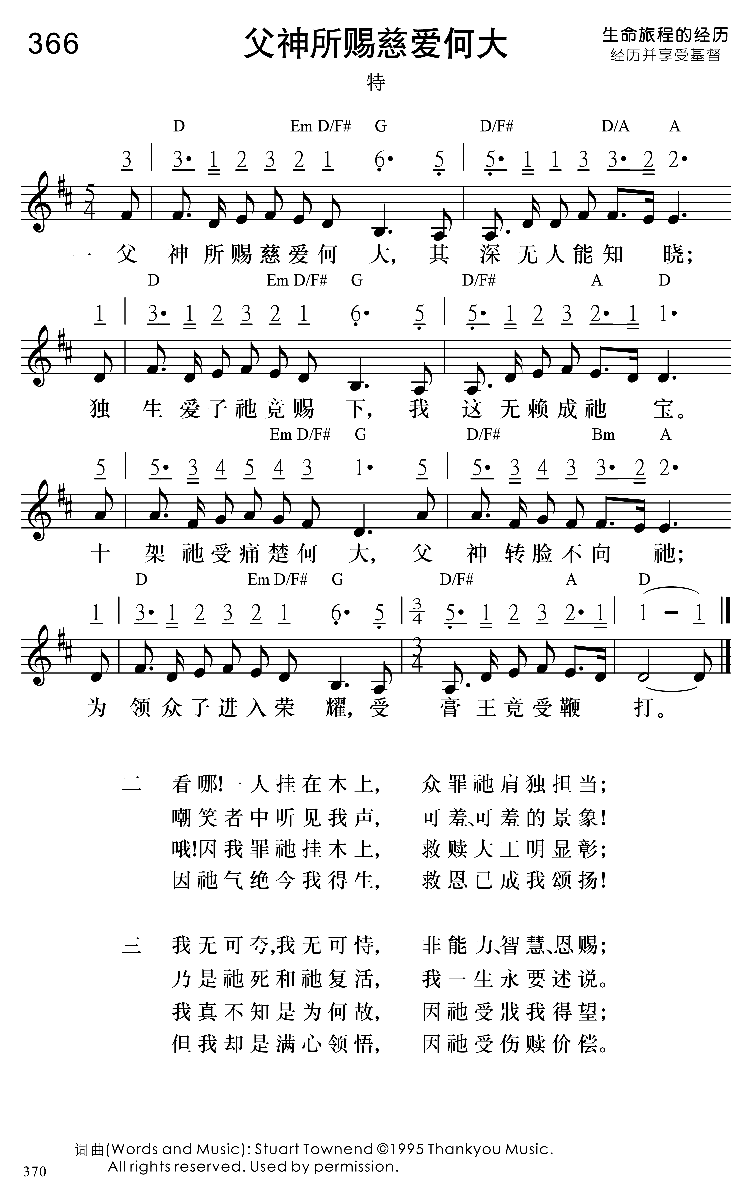 366
父神所赐慈爱何大
生命旅程的经历
经历并享受基督
特
D Em D/F# G D/F# D/A A
3 3· 1 2 3 2 1 6· 5 5· 1 1 3 3· 2 2·
5/4
一 父 神所赐慈爱何 大, 其 深无人能知 晓;
D Em D/F# G D/F# A D
1 3· 1 2 3 2 1 6· 5 5· 1 2 3 2· 1 1·
独 生爱子祂竟赐 下, 我 这无赖成祂 宝。
Em D/F# G D/F# Bm A
5 5· 3 4 5 4 3 1· 5 5· 3 4 3 3· 2 2·
十 架祂受痛楚何 大, 父 神转脸不向 祂;
D Em D/F# G D/F# A D
1 3· 1 2 3 2 1 6· 5 3/4 5· 1 2 3 2· 1 1 - 1
3/4
为 领众子进入荣 耀, 受 膏王竟受鞭 打。
二 看哪!一人挂在木上, 众罪祂肩独担当;
嘲笑者中听见我声, 可羞、可羞的景象!
哦!因我罪祂挂木上, 救赎大工明显彰;
因祂气绝今我得生, 救恩已成我颂扬!
三 我无可夸,我无可恃, 非能力、智慧、恩赐;
乃是祂死和祂复活, 我一生永要述说。
我真不知是为何故, 因祂受戕我得望;
但我却是满心领悟, 因祂受伤赎价偿。
词曲(Words and Music): Stuart Townend ©1995 Thankyou Music.
All rights reserved. Used by permission.
370